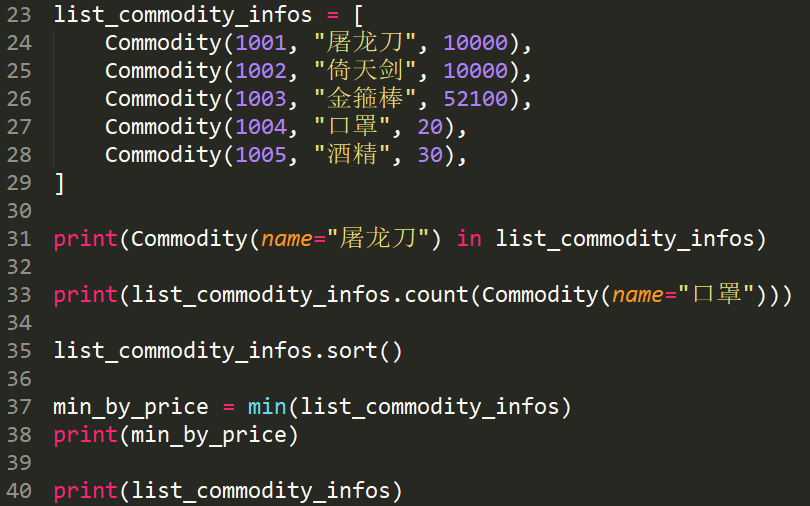 23 list_commodity_infos = [
24     Commodity(1001, "屠龙刀", 10000),
25     Commodity(1002, "倚天剑", 10000),
26     Commodity(1003, "金箍棒", 52100),
27     Commodity(1004, "口罩", 20),
28     Commodity(1005, "酒精", 30),
29 ]
30
31 print(Commodity(name="屠龙刀") in list_commodity_infos)
32
33 print(list_commodity_infos.count(Commodity(name="口罩")))
34
35 list_commodity_infos.sort()
36
37 min_by_price = min(list_commodity_infos)
38 print(min_by_price)
39
40 print(list_commodity_infos)